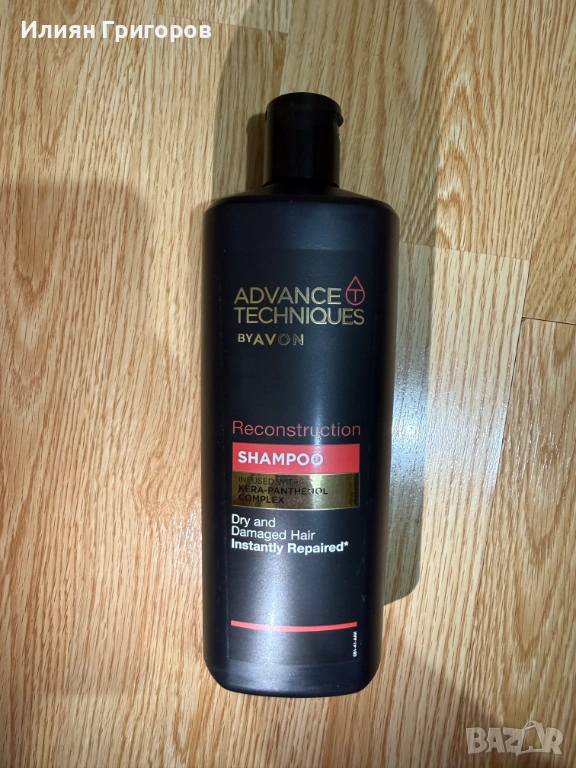 Илиян Григоров
ADVANCE T
TECHNIQUES
BY AVON
Reconstruction
SHAMPOO
INFUSED WITH
KERA-PANTHENOL
COMPLEX
Dry and
Damaged Hair
Instantly Repaired*
BAZAR